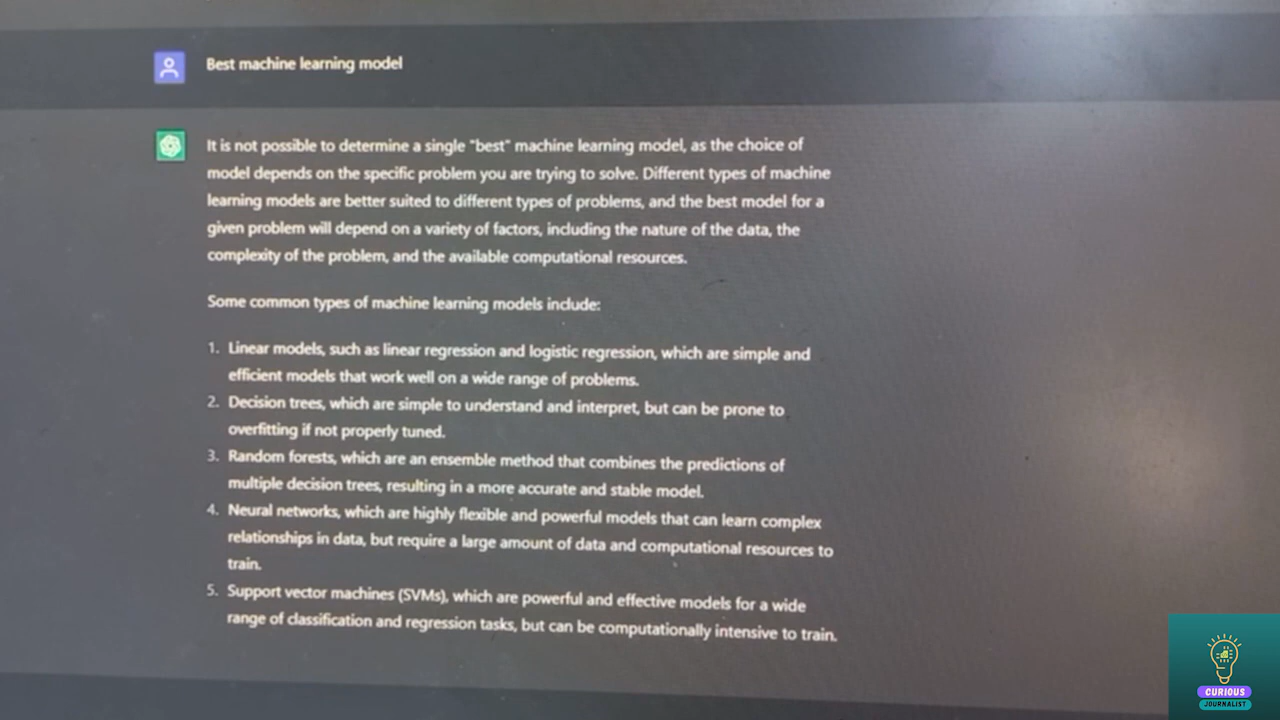 Best machine learning model
It is not possible to determine a single "best" machine learning model, as the choice of
model depends on the specific problem you are trying to solve. Different types of machine
learning models are better suited to different types of problems, and the best model for a
given problem will depend on a variety of factors, including the nature of the data, the
complexity of the problem, and the available computational resources.
Some common types of machine learning models include:
1. Linear models, such as linear regression and logistic regression, which are simple and
efficient models that work well on a wide range of problems.
2. Decision trees, which are simple to understand and interpret, but can be prone to
overfitting if not properly tuned.
3. Random forests, which are an ensemble method that combines the predictions of
multiple decision trees, resulting in a more accurate and stable model.
4. Neural networks, which are highly flexible and powerful models that can learn complex
relationships in data, but require a large amount of data and computational resources to
train.
5. Support vector machines (SVMs), which are powerful and effective models for a wide
range of classification and regression tasks, but can be computationally intensive to train.
CURIOUS
JOURNALIST